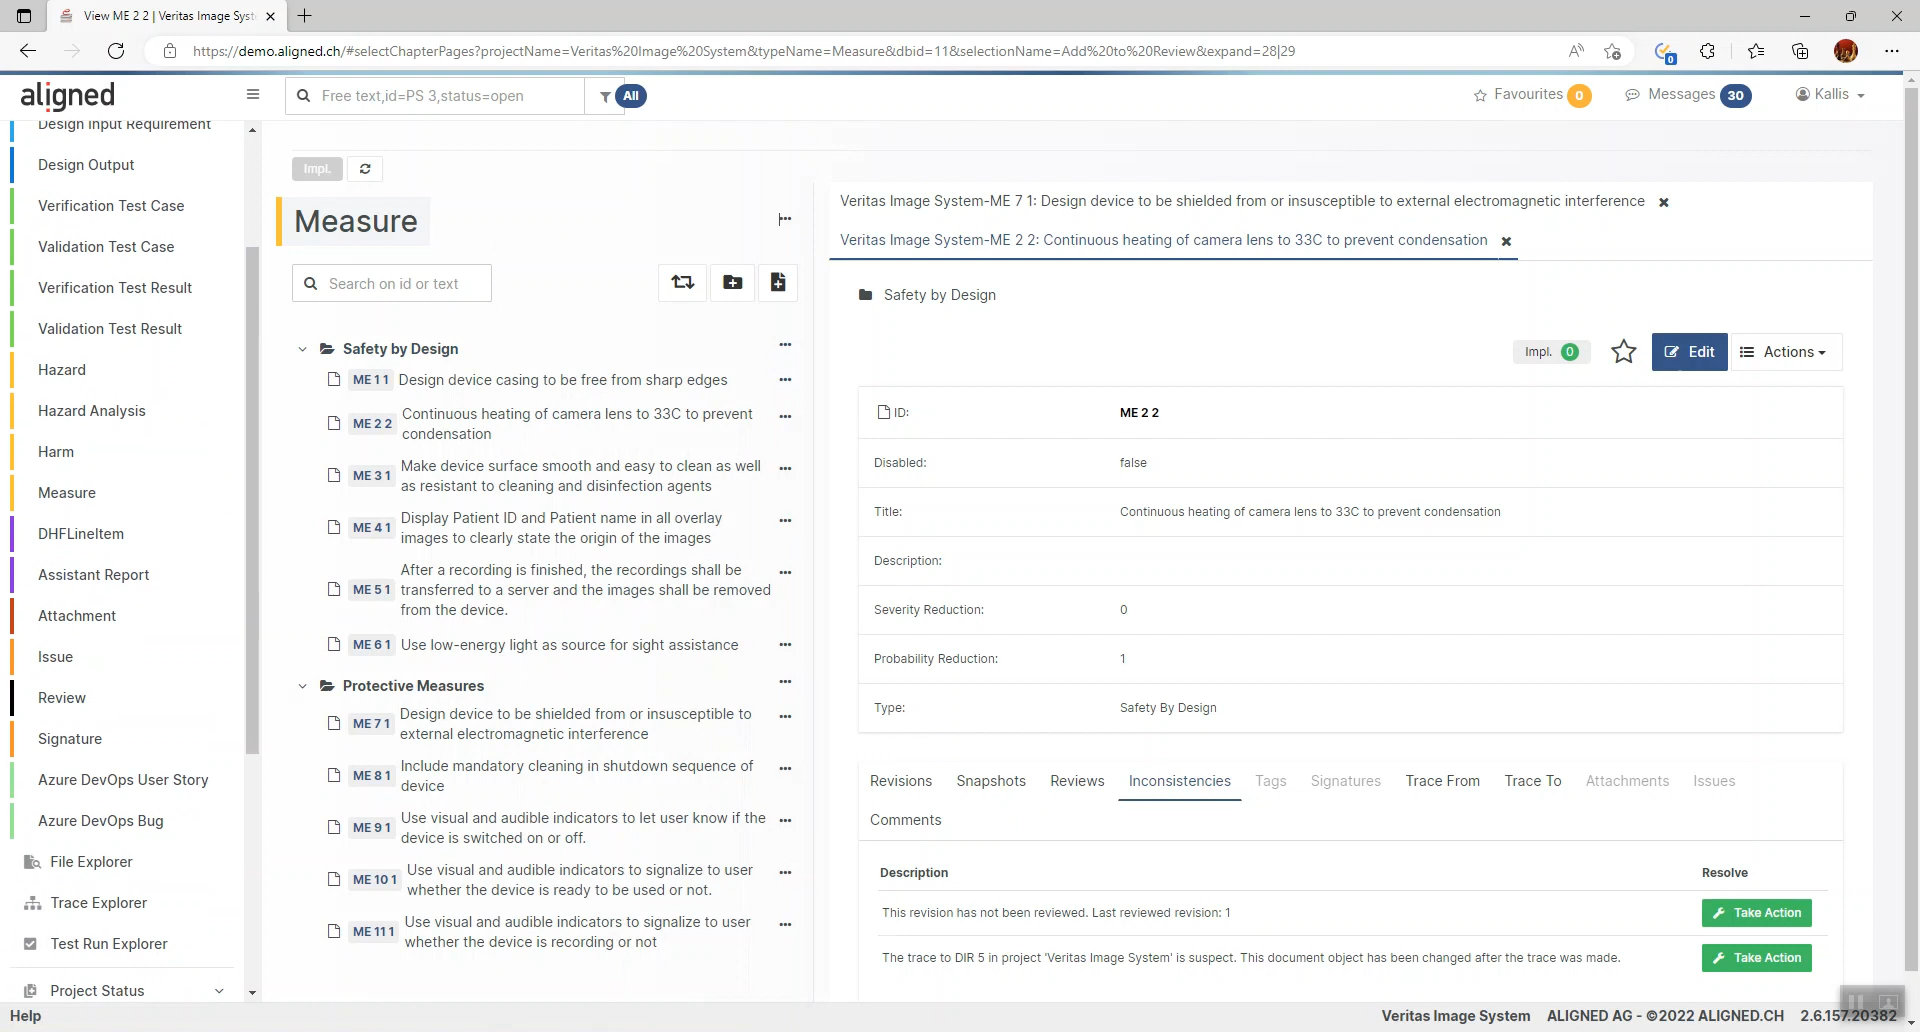 View ME 2 2 | Veritas Image Syst
https://demo.aligned.ch/#selectChapterPages?projectName=Veritas%20Image%20System&typeName=Measure&dbid=11&selectionName=Add%20to%20Review&expand=28|29
0
aligned
Free text,id=PS 3,status=open
All
Favourites 0
Messages 30
Kallis
Design Input Requirement
Design Output
Verification Test Case
Validation Test Case
Verification Test Result
Validation Test Result
Hazard
Hazard Analysis
Harm
Measure
DHFLineItem
Assistant Report
Attachment
Issue
Review
Signature
Azure DevOps User Story
Azure DevOps Bug
File Explorer
Trace Explorer
Test Run Explorer
Project Status
Impl.
Measure
Search on id or text
Safety by Design
ME 1 1 Design device casing to be free from sharp edges
ME 2 2 Continuous heating of camera lens to 33C to prevent
condensation
ME 3 1 Make device surface smooth and easy to clean as well
as resistant to cleaning and disinfection agents
ME 4 1 Display Patient ID and Patient name in all overlay
images to clearly state the origin of the images
ME 5 1 After a recording is finished, the recordings shall be
transferred to a server and the images shall be removed
from the device.
ME 6 1 Use low-energy light as source for sight assistance
Protective Measures
ME 7 1 Design device to be shielded from or insusceptible to
external electromagnetic interference
ME 8 1 Include mandatory cleaning in shutdown sequence of
device
ME 9 1 Use visual and audible indicators to let user know if the
device is switched on or off.
ME 10 1 Use visual and audible indicators to signalize to user
whether the device is ready to be used or not.
ME 11 1 Use visual and audible indicators to signalize to user
whether the device is recording or not
Veritas Image System-ME 7 1: Design device to be shielded from or insusceptible to external electromagnetic interference
Veritas Image System-ME 2 2: Continuous heating of camera lens to 33C to prevent condensation
Safety by Design
Impl. 0
Edit
Actions
ID: ME 2 2
Disabled: false
Title: Continuous heating of camera lens to 33C to prevent condensation
Description:
Severity Reduction: 0
Probability Reduction: 1
Type: Safety By Design
Revisions Snapshots Reviews Inconsistencies Tags Signatures Trace From Trace To Attachments Issues
Comments
Description Resolve
This revision has not been reviewed. Last reviewed revision: 1 Take Action
The trace to DIR 5 in project 'Veritas Image System' is suspect. This document object has been changed after the trace was made. Take Action
Help
Veritas Image System ALIGNED AG - ©2022 ALIGNED.CH 2.6.157.20382